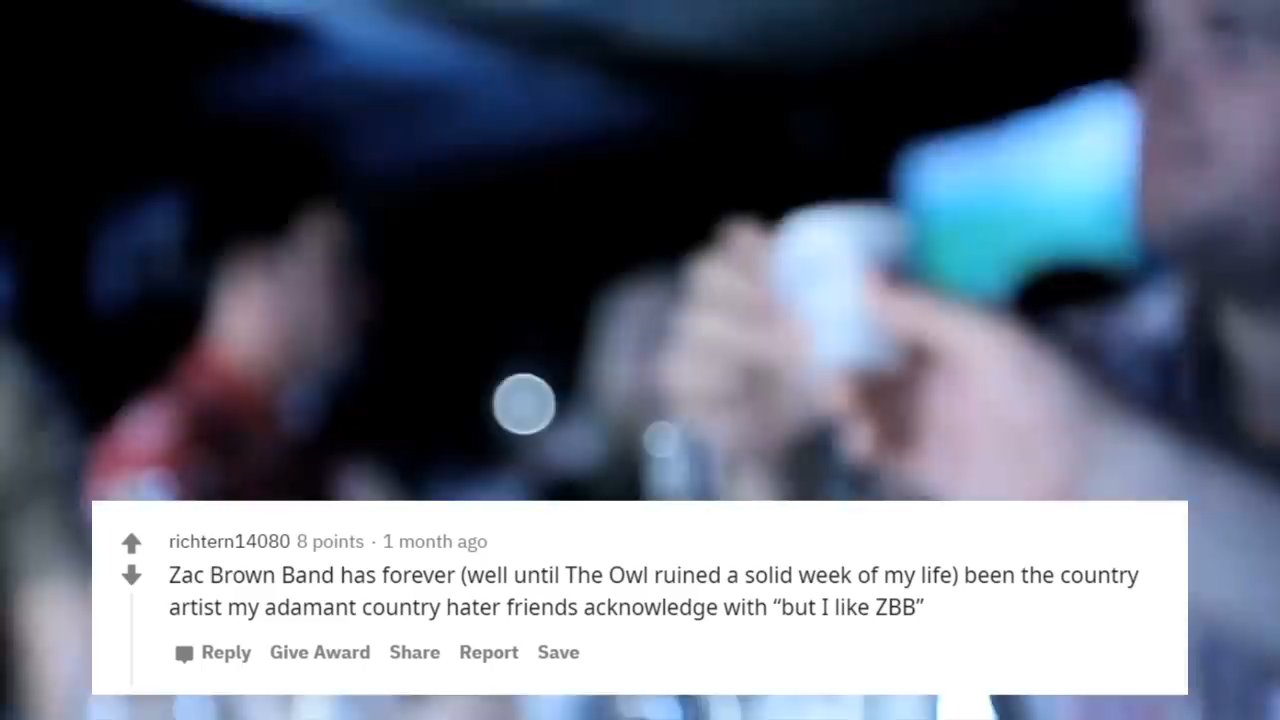 richtern14080 8 points · 1 month ago
Zac Brown Band has forever (well until The Owl ruined a solid week of my life) been the country
artist my adamant country hater friends acknowledge with “but I like ZBB”
Reply Give Award Share Report Save